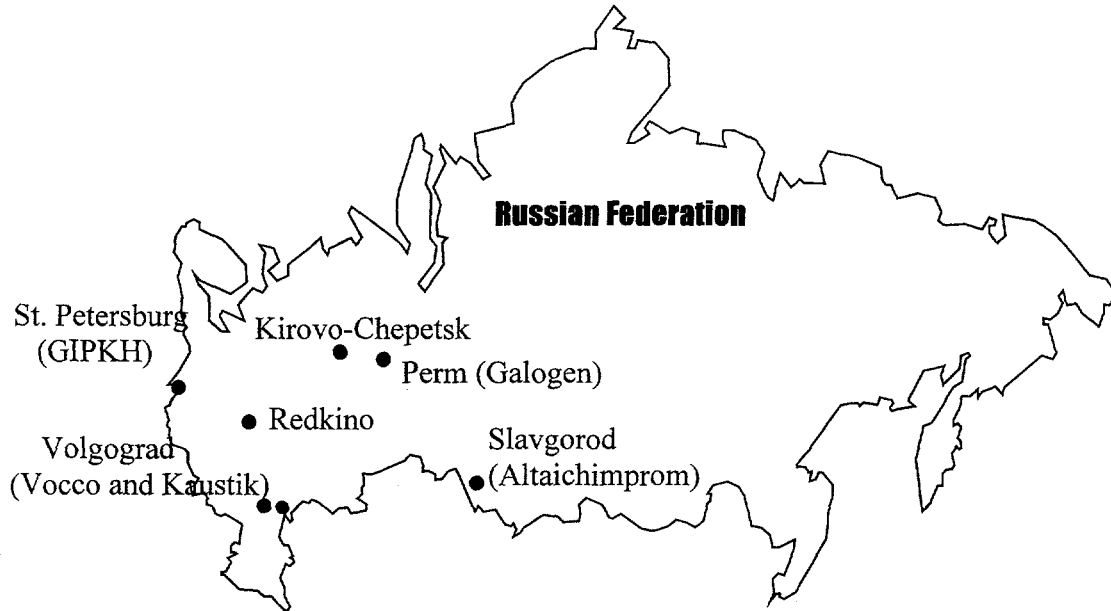 Russian Federation
St. Petersburg
(GIPKH)
Kirovo-Chepetsk
Perm (Galogen)
Redkino
Volgograd
(Vocco and Kaustik)
Slavgorod
(Altaichimprom)